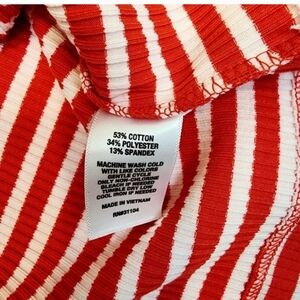 53% COTTON
34% POLYESTER
13% SPANDEX
MACHINE WASH COLD
WITH LIKE COLORS
GENTLE CYCLE
ONLY NON-CHLORINE
BLEACH IF NEEDED
TUMBLE DRY LOW
COOL IRON IF NEEDED
MADE IN VIETNAM
RN#31104